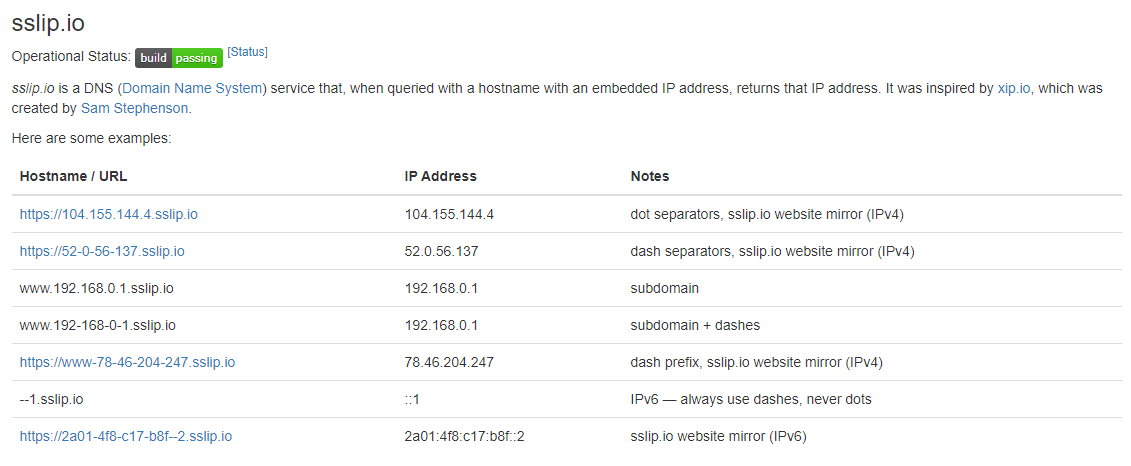 sslip.io
Operational Status: build passing [Status]
sslip.io is a DNS (Domain Name System) service that, when queried with a hostname with an embedded IP address, returns that IP address. It was inspired by xip.io, which was
created by Sam Stephenson.
Here are some examples:
Hostname / URL IP Address Notes
https://104.155.144.4.sslip.io 104.155.144.4 dot separators, sslip.io website mirror (IPv4)
https://52-0-56-137.sslip.io 52.0.56.137 dash separators, sslip.io website mirror (IPv4)
www.192.168.0.1.sslip.io 192.168.0.1 subdomain
www.192-168-0-1.sslip.io 192.168.0.1 subdomain + dashes
https://www-78-46-204-247.sslip.io 78.46.204.247 dash prefix, sslip.io website mirror (IPv4)
--1.sslip.io ::1 IPv6 — always use dashes, never dots
https://2a01-4f8-c17-b8f--2.sslip.io 2a01:4f8:c17:b8f::2 sslip.io website mirror (IPv6)